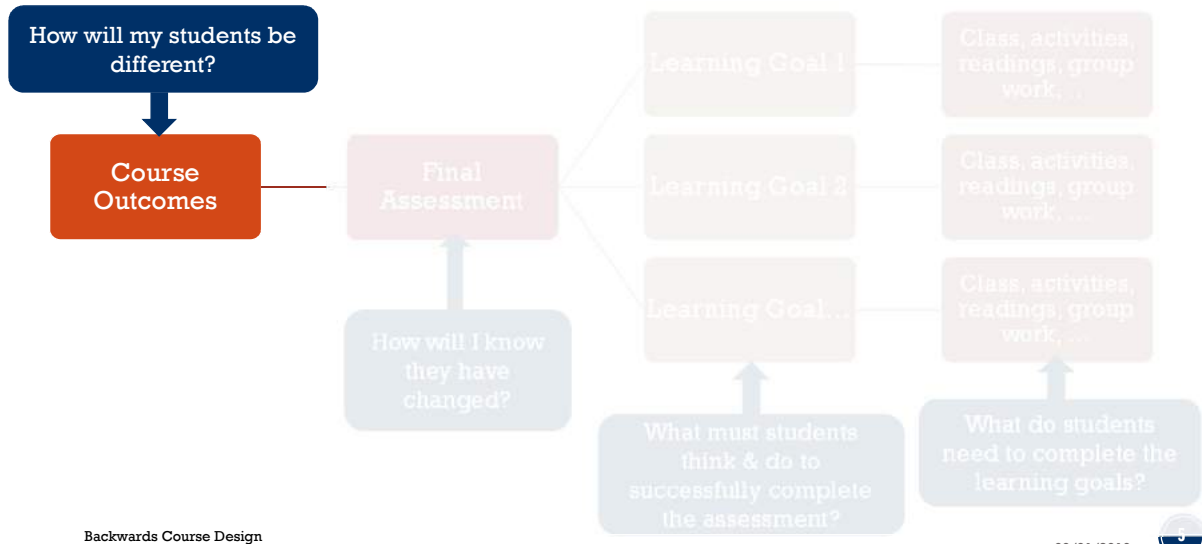 How will my students be
different?
Course
Outcomes
Final
Assessment
Learning Goal 1
Learning Goal 2
Learning Goal...
Class, activities,
readings, group
work, ...
Class, activities,
readings, group
work, ...
Class, activities,
readings, group
work, ...
How will I know
they have
changed?
What must students
think & do to
successfully complete
the assessment?
What do students
need to complete the
learning goals?
Backwards Course Design
5